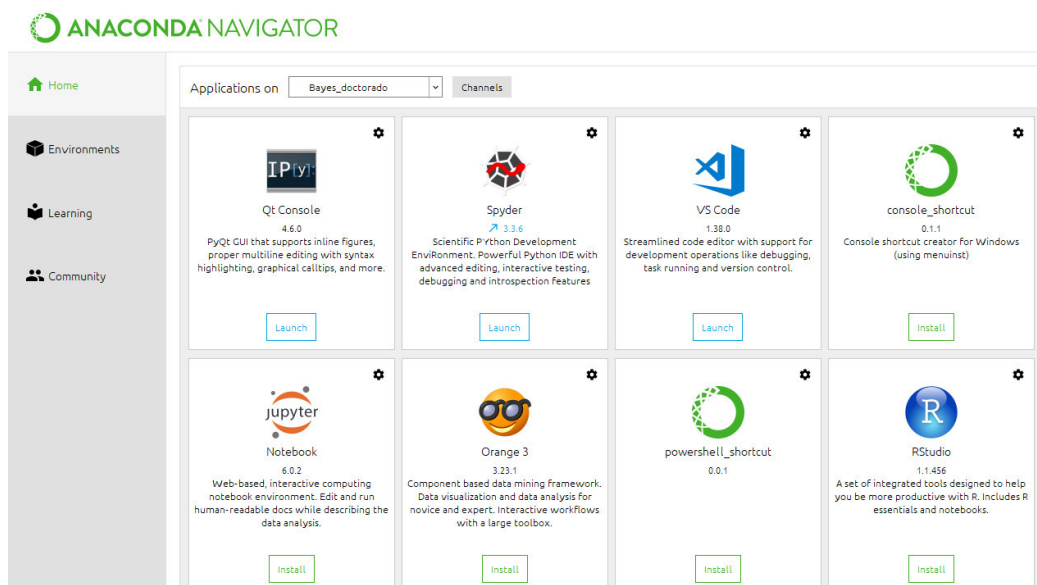 ANACONDA NAVIGATOR
Home
Environments
Learning
Community
Applications on Bayes_doctorado Channels
IP[y]:
Qt Console
4.6.0
PyQt GUI that supports inline figures,
proper multiline editing with syntax
highlighting, graphical calltips, and more.
Launch
Spyder
3.3.6
Scientific PYthon Development
EnviRonment. Powerful Python IDE with
advanced editing, interactive testing,
debugging and introspection features
Launch
VS Code
1.38.0
Streamlined code editor with support for
development operations like debugging,
task running and version control.
Launch
console_shortcut
0.1.1
Console shortcut creator for Windows
(using menuinst)
Install
jupyter
Notebook
6.0.2
Web-based, interactive computing
notebook environment. Edit and run
human-readable docs while describing the
data analysis.
Install
Orange 3
3.23.1
Component based data mining framework.
Data visualization and data analysis for
novice and expert. Interactive workflows
with a large toolbox.
Install
powershell_shortcut
0.0.1
Install
R
RStudio
1.1.456
A set of integrated tools designed to help
you be more productive with R. Includes R
essentials and notebooks.
Install